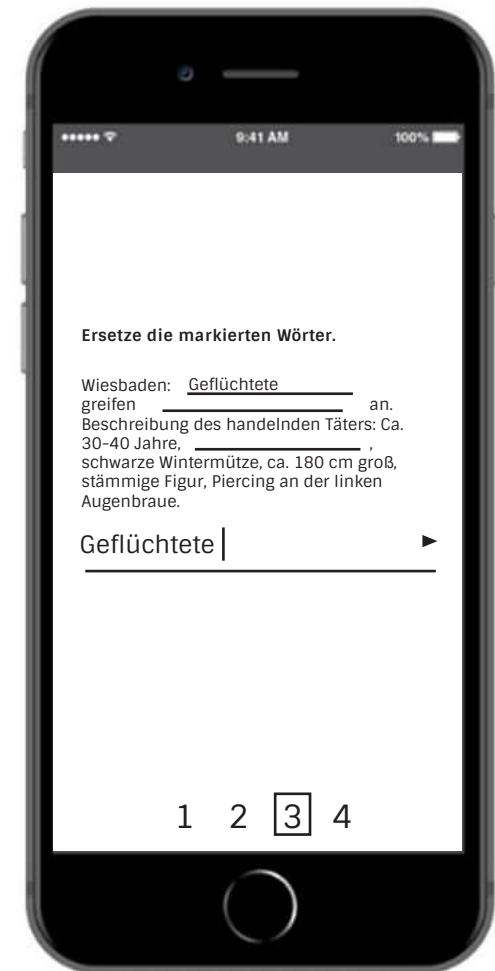 9:41 AM 100%
Ersetze die markierten Wörter.
Wiesbaden: Geflüchtete
greifen an.
Beschreibung des handelnden Täters: Ca.
30-40 Jahre, ,
schwarze Wintermütze, ca. 180 cm groß,
stämmige Figur, Piercing an der linken
Augenbraue.
Geflüchtete
1 2 3 4